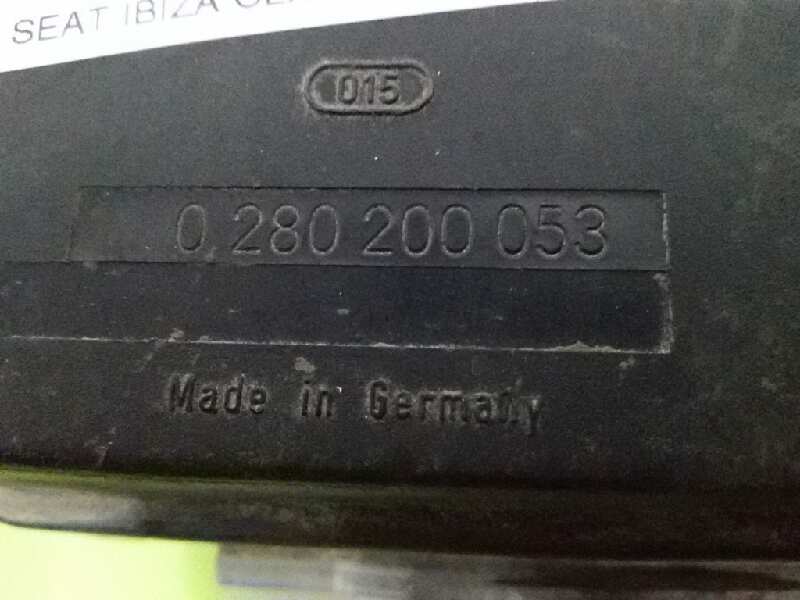 SEAT IBIZA
015
0 280 200 053
Made in Germany